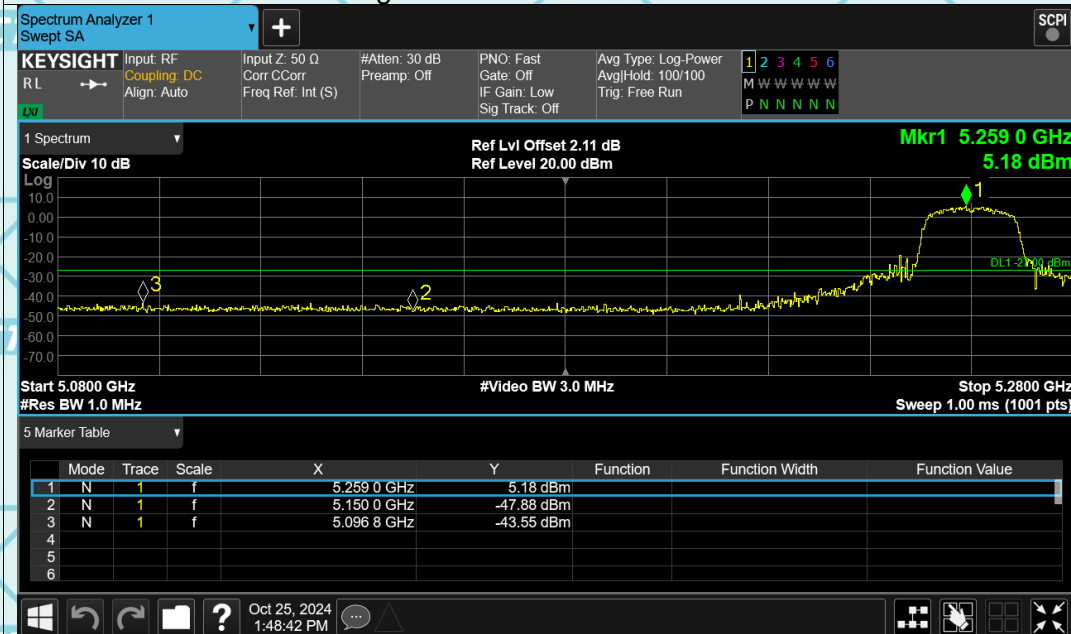 Spectrum Analyzer 1
Swept SA
+
SCPI
KEYSIGHT
RL
LXI
Input: RF
Coupling: DC
Align: Auto
Input Z: 50 Ω
Corr CCorr
Freq Ref: Int (S)
#Atten: 30 dB
Preamp: Off
PNO: Fast
Gate: Off
IF Gain: Low
Sig Track: Off
Avg Type: Log-Power
Avg|Hold: 100/100
Trig: Free Run
1 2 3 4 5 6
M W W W W W
P N N N N N
1 Spectrum
Scale/Div 10 dB
Ref Lvl Offset 2.11 dB
Ref Level 20.00 dBm
Mkr1 5.259 0 GHz
5.18 dBm
Log
10.0
0.00
-10.0
-20.0
-30.0
-40.0
-50.0
-60.0
-70.0
1
2
3
DL1 -27.00 dBm
Start 5.0800 GHz
#Res BW 1.0 MHz
#Video BW 3.0 MHz
Stop 5.2800 GHz
Sweep 1.00 ms (1001 pts)
5 Marker Table
Mode Trace Scale X Y Function Function Width Function Value
1 N 1 f 5.259 0 GHz 5.18 dBm
2 N 1 f 5.150 0 GHz -47.88 dBm
3 N 1 f 5.096 8 GHz -43.55 dBm
4
5
6
?
Oct 25, 2024
1:48:42 PM